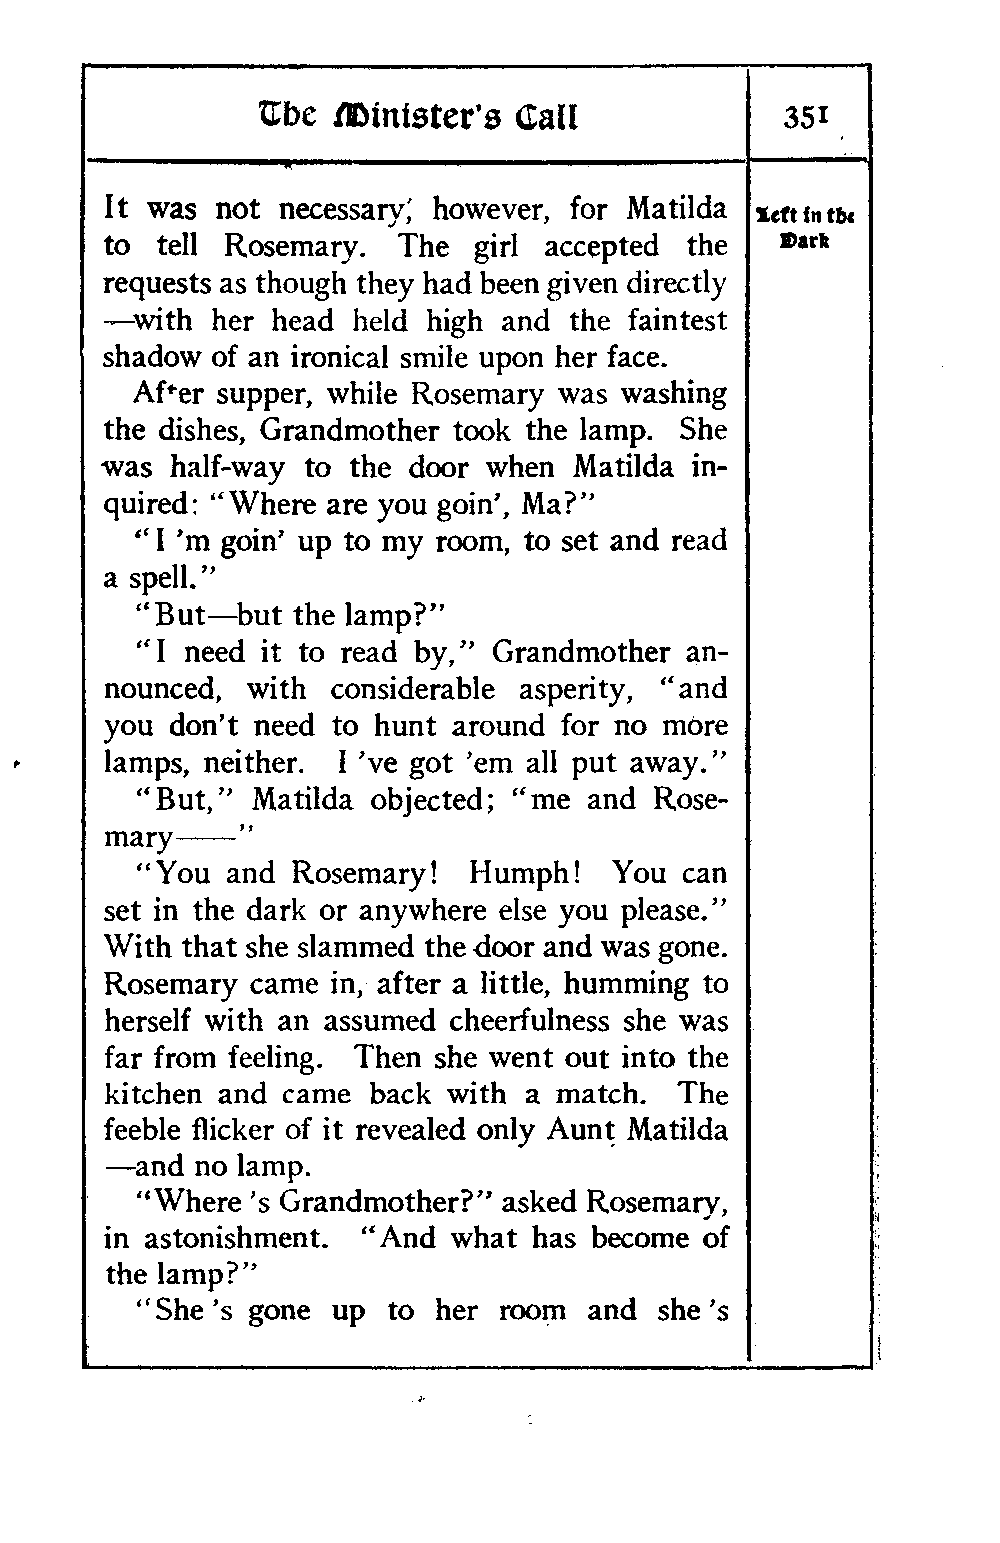 The Minister's Call
351
Left in the
Dark
It was not necessary, however, for Matilda
to tell Rosemary. The girl accepted the
requests as though they had been given directly
—with her head held high and the faintest
shadow of an ironical smile upon her face.
After supper, while Rosemary was washing
the dishes, Grandmother took the lamp. She
was half-way to the door when Matilda in-
quired: "Where are you goin', Ma?"
"I 'm goin' up to my room, to set and read
a spell."
"But—but the lamp?"
"I need it to read by," Grandmother an-
nounced, with considerable asperity, "and
you don't need to hunt around for no more
lamps, neither. I 've got 'em all put away."
"But," Matilda objected; "me and Rose-
mary——"
"You and Rosemary! Humph! You can
set in the dark or anywhere else you please."
With that she slammed the door and was gone.
Rosemary came in, after a little, humming to
herself with an assumed cheerfulness she was
far from feeling. Then she went out into the
kitchen and came back with a match. The
feeble flicker of it revealed only Aunt Matilda
—and no lamp.
"Where 's Grandmother?" asked Rosemary,
in astonishment. "And what has become of
the lamp?"
"She 's gone up to her room and she 's